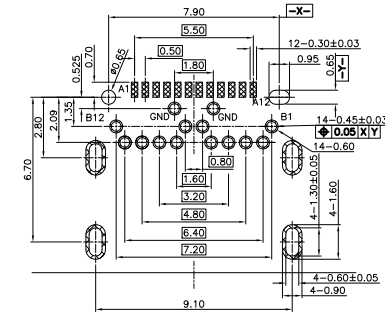 7.90
-X-
5.50
12-0.30±0.03
0.50
0.95
-Y-
0.65
1.80
ø0.65
0.70
0.525
A1
A12
14-0.45±0.03
⌖ 0.05 X Y
14-0.60
GND
GND
B12
B1
1.35
2.09
2.80
6.70
0.80
1.60
3.20
4.80
6.40
7.20
4-1.30±0.05
4-1.60
4-0.60±0.05
4-0.90
9.10